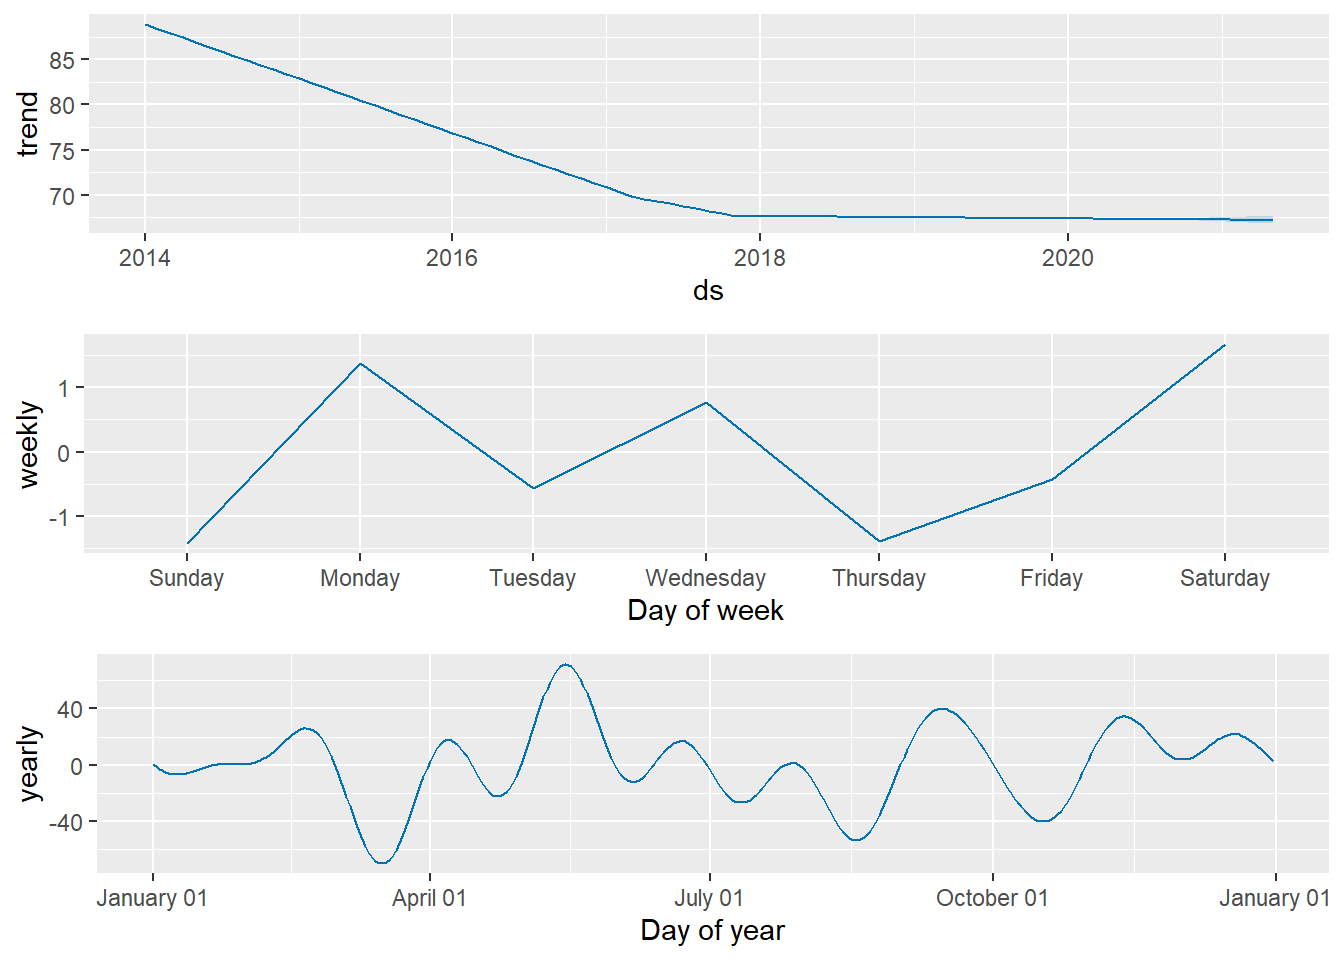 trend
85
80
75
70
2014 2016 2018 2020
ds
weekly
1
0
-1
Sunday Monday Tuesday Wednesday Thursday Friday Saturday
Day of week
yearly
40
0
-40
January 01 April 01 July 01 October 01 January 01
Day of year